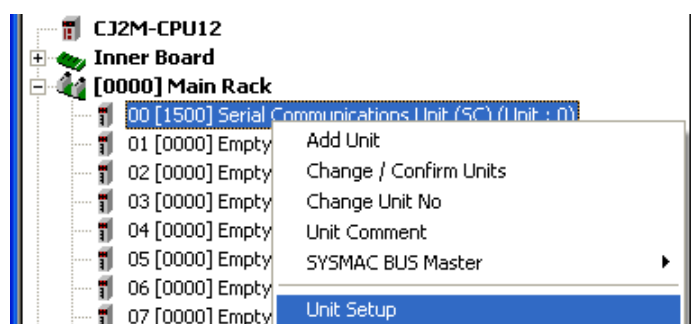 CJ2M-CPU12
Inner Board
[0000] Main Rack
00 [1500] Serial Communications Unit (SC) (Unit : 0)
01 [0000] Empty
02 [0000] Empty
03 [0000] Empty
04 [0000] Empty
05 [0000] Empty
06 [0000] Empty
07 [0000] Empty
Add Unit
Change / Confirm Units
Change Unit No
Unit Comment
SYSMAC BUS Master
Unit Setup